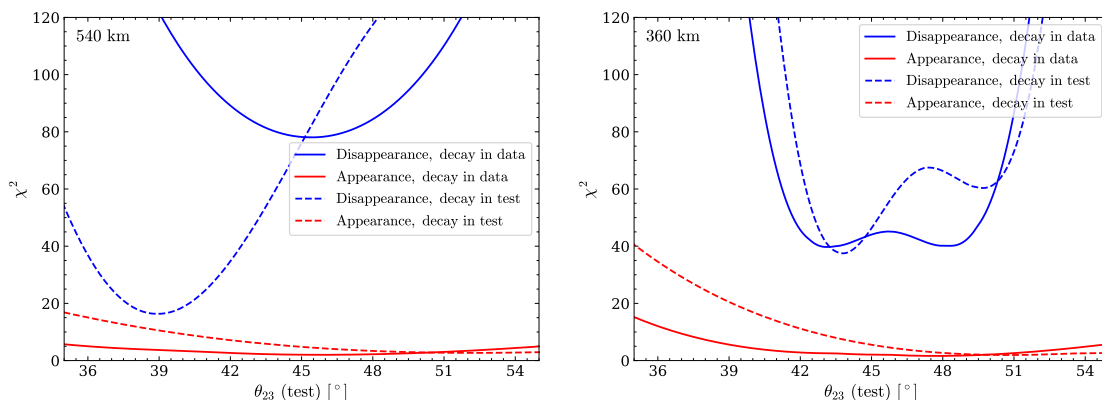 540 km
120
100
80
60
40
20
0
χ²
Disappearance, decay in data
Appearance, decay in data
Disappearance, decay in test
Appearance, decay in test
36 39 42 45 48 51 54
θ₂₃ (test) [°]
360 km
120
100
80
60
40
20
0
χ²
Disappearance, decay in data
Appearance, decay in data
Disappearance, decay in test
Appearance, decay in test
36 39 42 45 48 51 54
θ₂₃ (test) [°]